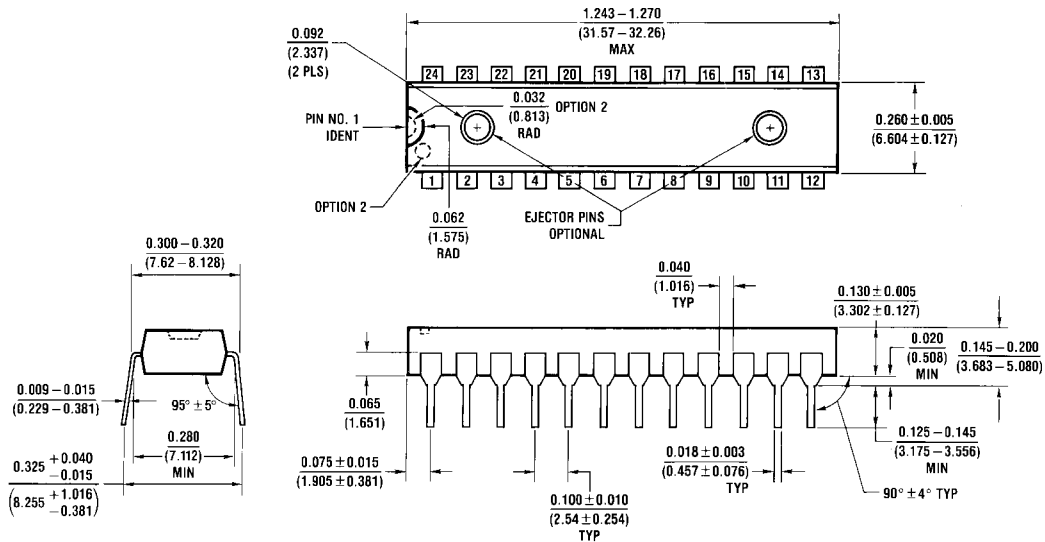 1.243 – 1.270
(31.57 – 32.26)
MAX
0.092
(2.337)
(2 PLS)
24 23 22 21 20 19 18 17 16 15 14 13
0.032
(0.813)
RAD
OPTION 2
PIN NO. 1
IDENT
0.260 ± 0.005
(6.604 ± 0.127)
1 2 3 4 5 6 7 8 9 10 11 12
OPTION 2
0.062
(1.575)
RAD
EJECTOR PINS
OPTIONAL
0.300 – 0.320
(7.62 – 8.128)
0.040
(1.016)
TYP
0.130 ± 0.005
(3.302 ± 0.127)
0.020
(0.508)
MIN
0.145 – 0.200
(3.683 – 5.080)
0.009 – 0.015
(0.229 – 0.381)
95° ± 5°
0.065
(1.651)
0.280
(7.112)
MIN
0.125 – 0.145
(3.175 – 3.556)
MIN
0.325 +0.040 −0.015
(8.255 +1.016 −0.381)
0.075 ± 0.015
(1.905 ± 0.381)
0.018 ± 0.003
(0.457 ± 0.076)
TYP
0.100 ± 0.010
(2.54 ± 0.254)
TYP
90° ± 4° TYP